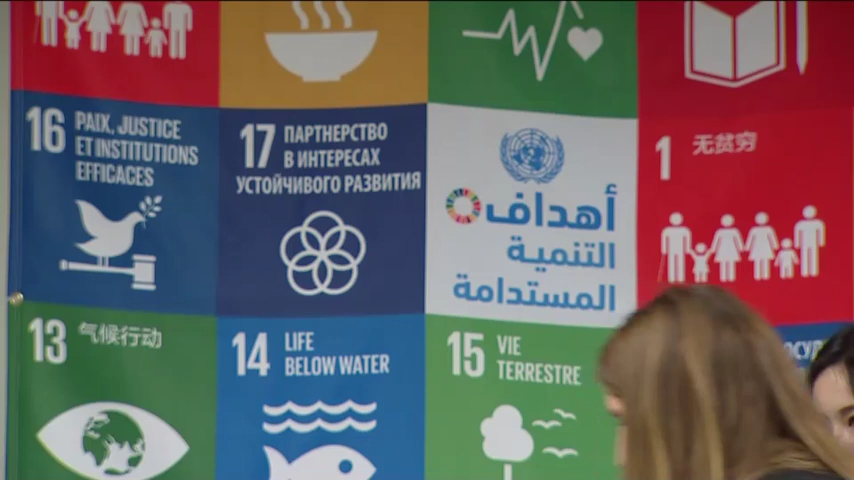 16 PAIX, JUSTICE
ET INSTITUTIONS
EFFICACES
17 ПАРТНЕРСТВО
В ИНТЕРЕСАХ
УСТОЙЧИВОГО РАЗВИТИЯ
أهداف
التنمية
المستدامة
1 无贫穷
13 气候行动
14 LIFE
BELOW WATER
15 VIE
TERRESTRE